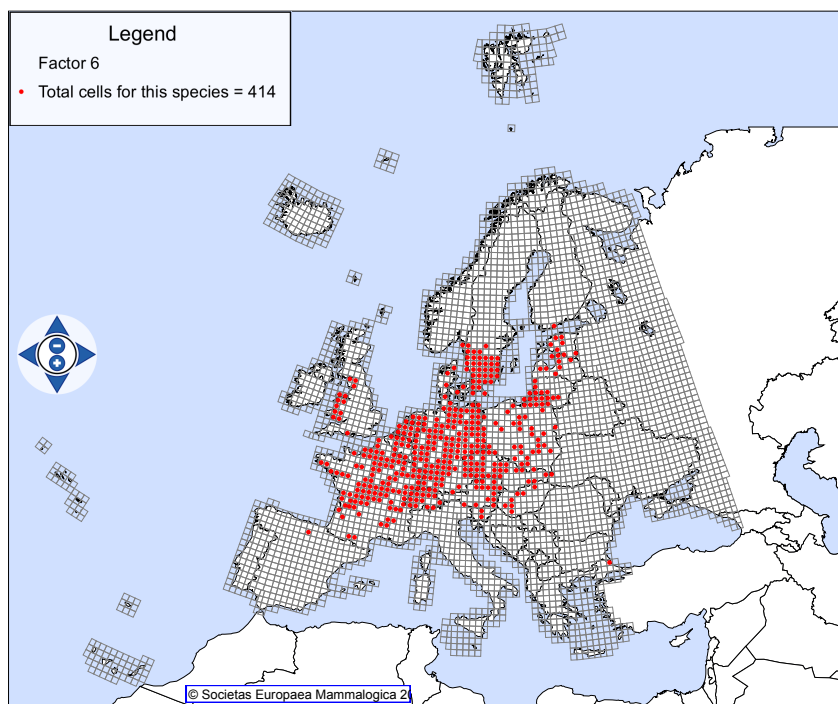 Legend
Factor 6
Total cells for this species = 414
© Societas Europaea Mammalogica